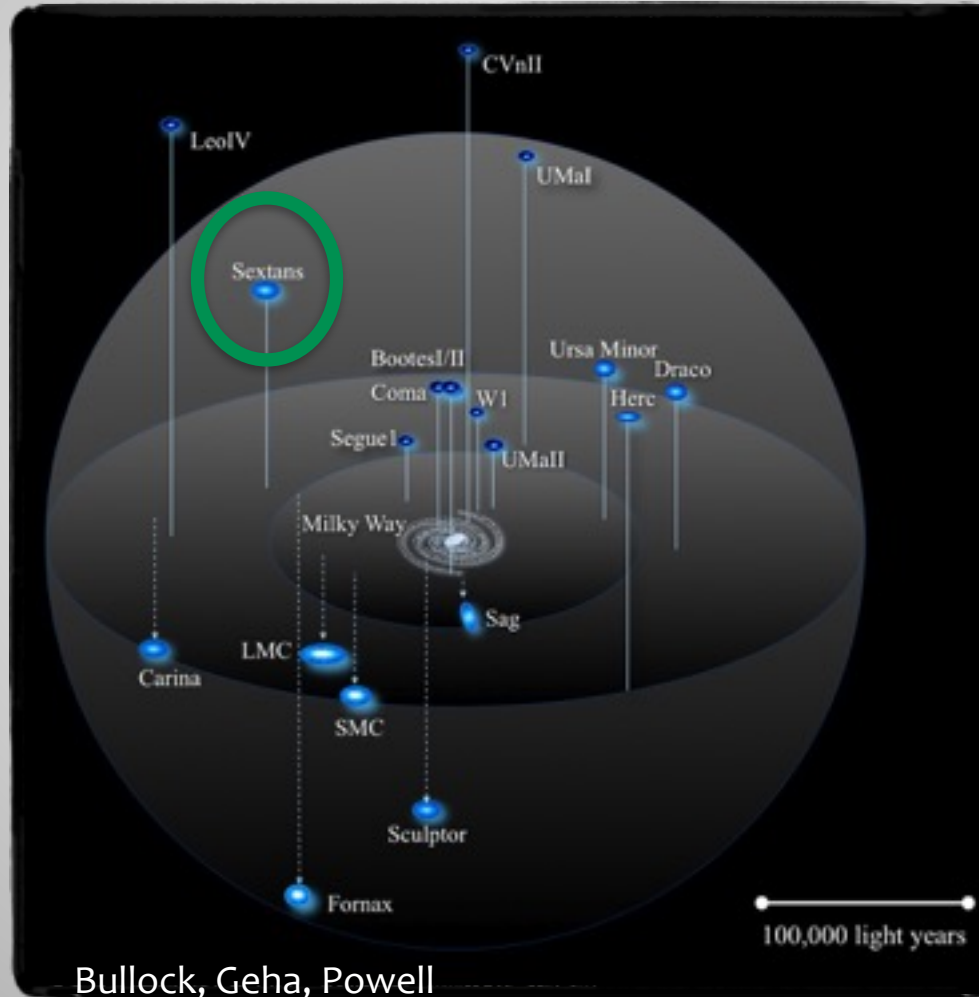 CVnII
LeoIV
UMaI
Sextans
BootesI/II
Ursa Minor
Draco
Coma
W1
Herc
Segue1
UMaII
Milky Way
Sag
LMC
Carina
SMC
Sculptor
Fornax
100,000 light years
Bullock, Geha, Powell